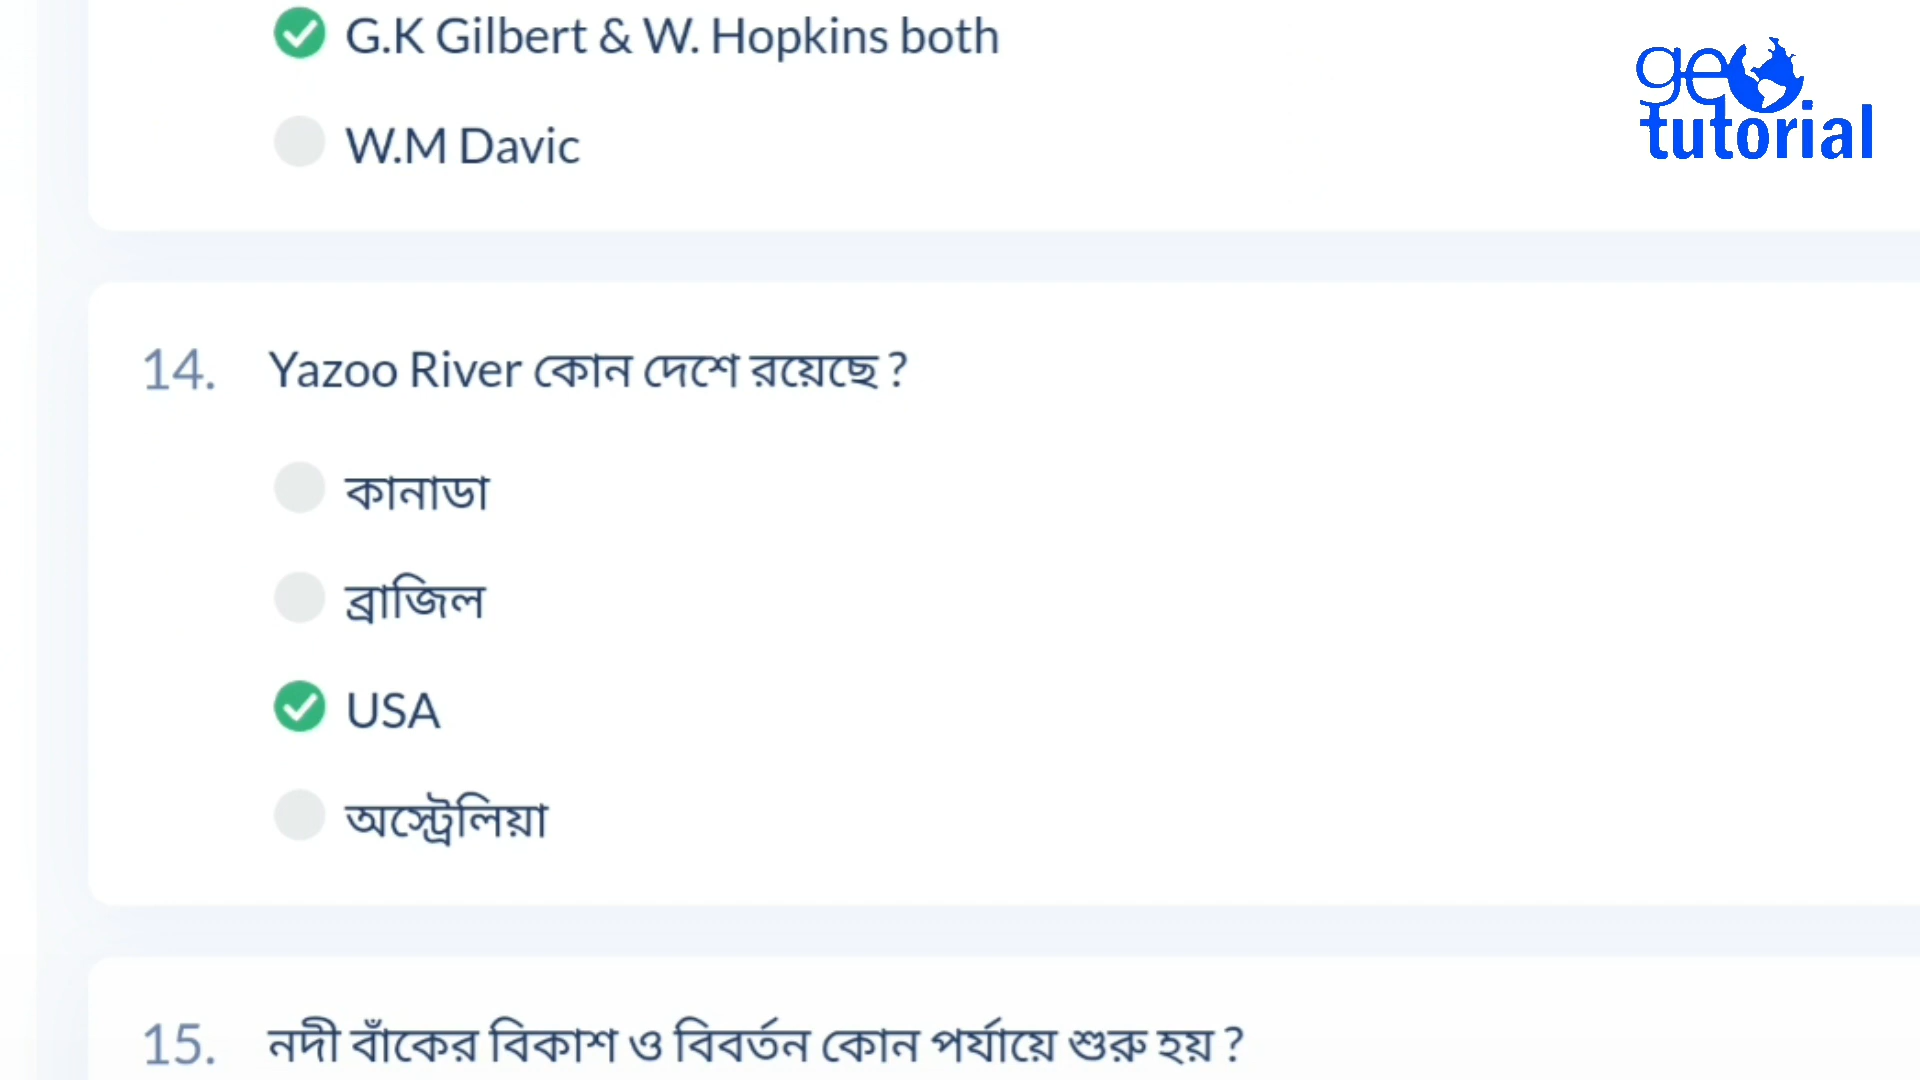 G.K Gilbert & W. Hopkins both
W.M Davic
geo
tutorial
14. Yazoo River কোন দেশে রয়েছে ?
কানাডা
ব্রাজিল
USA
অস্ট্রেলিয়া
15. নদী বাঁকের বিকাশ ও বিবর্তন কোন পর্যায়ে শুরু হয় ?